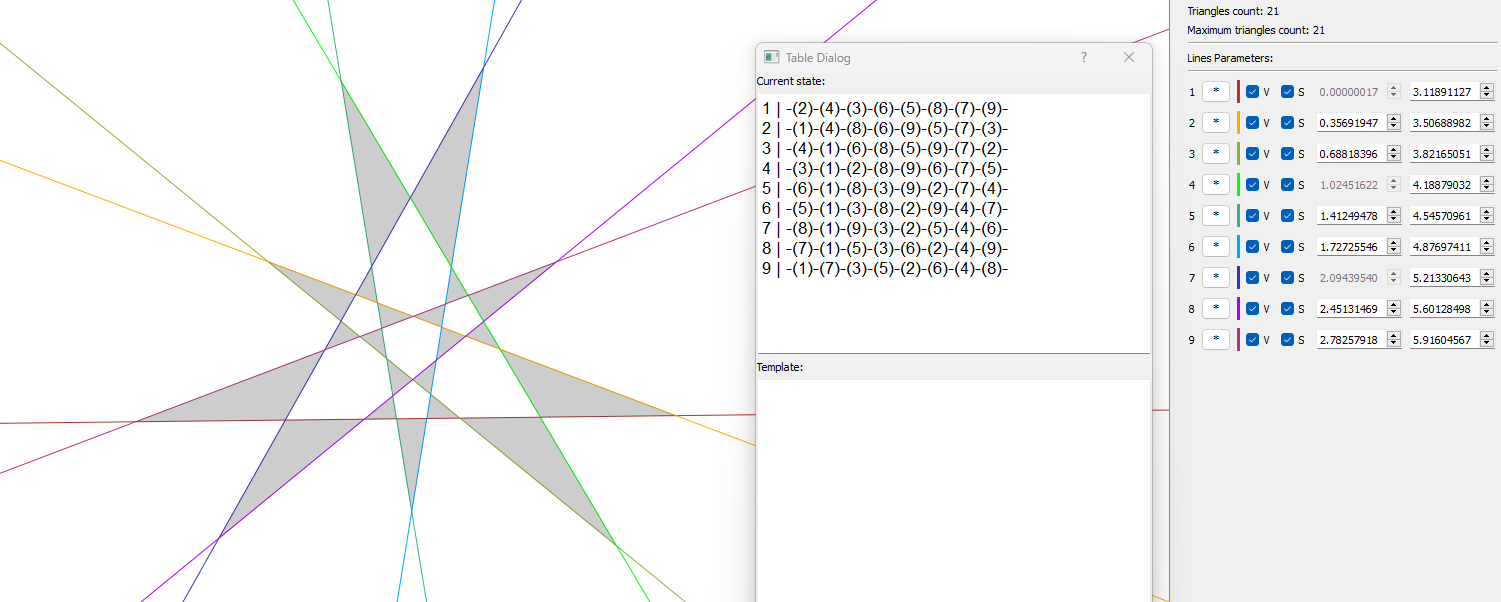 Triangles count: 21
Maximum triangles count: 21
Lines Parameters:
1 * V S 0.00000017 3.11891127
2 * V S 0.35691947 3.50688982
3 * V S 0.68818396 3.82165051
4 * V S 1.02451622 4.18879032
5 * V S 1.41249478 4.54570961
6 * V S 1.72725546 4.87697411
7 * V S 2.09439540 5.21330643
8 * V S 2.45131469 5.60128498
9 * V S 2.78257918 5.91604567
Table Dialog ?
Current state:
1 | -(2)-(4)-(3)-(6)-(5)-(8)-(7)-(9)-
2 | -(1)-(4)-(8)-(6)-(9)-(5)-(7)-(3)-
3 | -(4)-(1)-(6)-(8)-(5)-(9)-(7)-(2)-
4 | -(3)-(1)-(2)-(8)-(9)-(6)-(7)-(5)-
5 | -(6)-(1)-(8)-(3)-(9)-(2)-(7)-(4)-
6 | -(5)-(1)-(3)-(8)-(2)-(9)-(4)-(7)-
7 | -(8)-(1)-(9)-(3)-(2)-(5)-(4)-(6)-
8 | -(7)-(1)-(5)-(3)-(6)-(2)-(4)-(9)-
9 | -(1)-(7)-(3)-(5)-(2)-(6)-(4)-(8)-
Template: